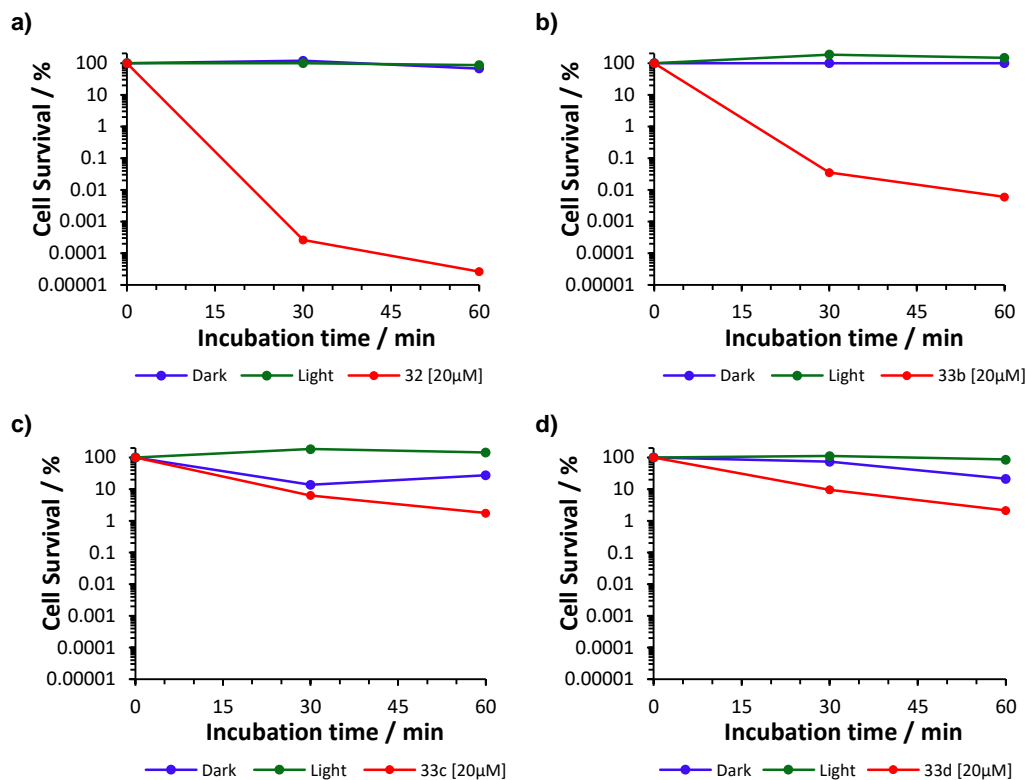 a)
Cell Survival / %
100
10
1
0.1
0.01
0.001
0.0001
0.00001
0 15 30 45 60
Incubation time / min
Dark Light 32 [20µM]
b)
Cell Survival / %
100
10
1
0.1
0.01
0.001
0.0001
0.00001
0 15 30 45 60
Incubation time / min
Dark Light 33b [20µM]
c)
Cell Survival / %
100
10
1
0.1
0.01
0.001
0.0001
0.00001
0 15 30 45 60
Incubation time / min
Dark Light 33c [20µM]
d)
Cell Survival / %
100
10
1
0.1
0.01
0.001
0.0001
0.00001
0 15 30 45 60
Incubation time / min
Dark Light 33d [20µM]